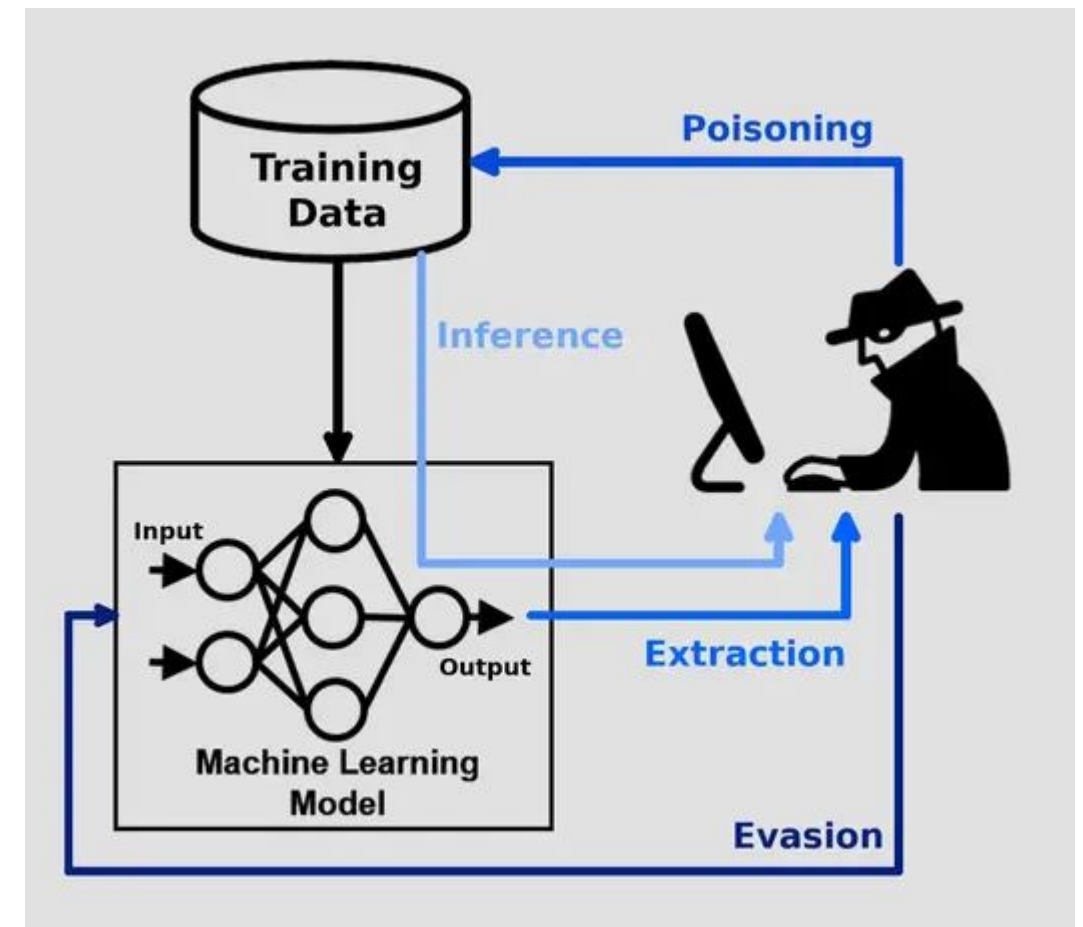 Poisoning
Training
Data
Inference
Input
Output
Extraction
Machine Learning
Model
Evasion